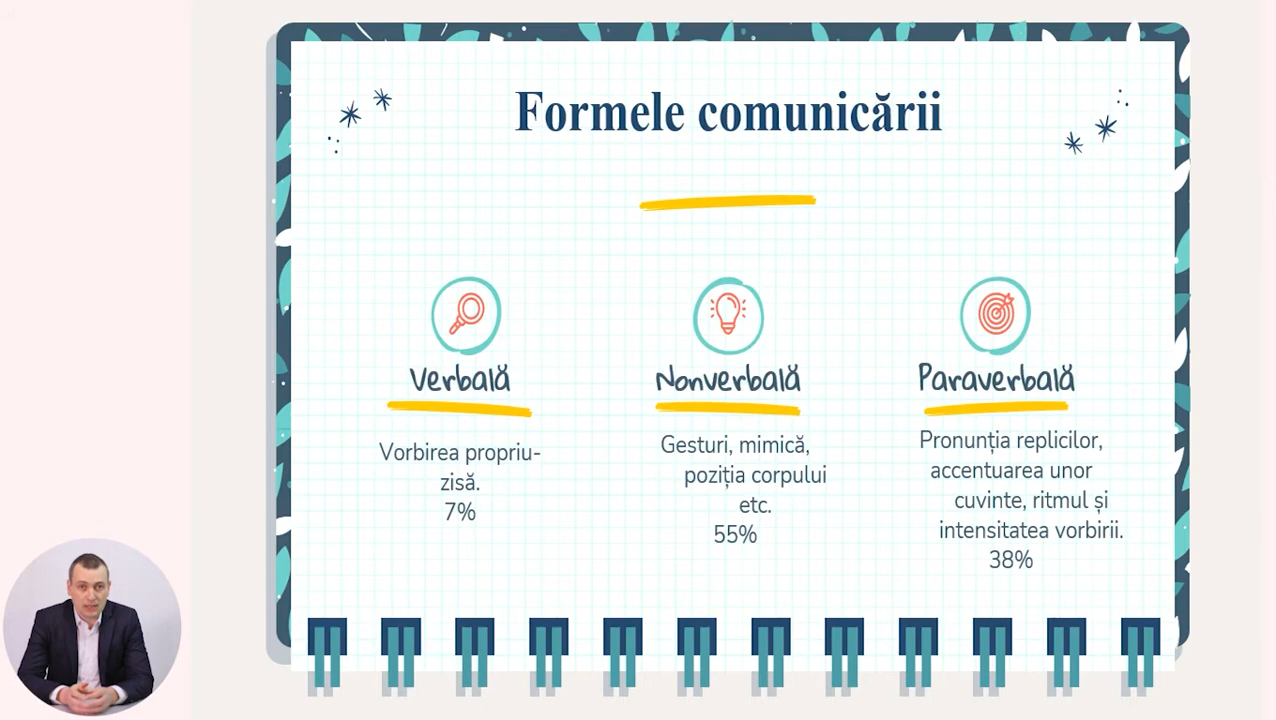 Formele comunicării
Verbală
Vorbirea propriu-
zisă.
7%
Nonverbală
Gesturi, mimică,
poziția corpului
etc.
55%
Paraverbală
Pronunția replicilor,
accentuarea unor
cuvinte, ritmul și
intensitatea vorbirii.
38%